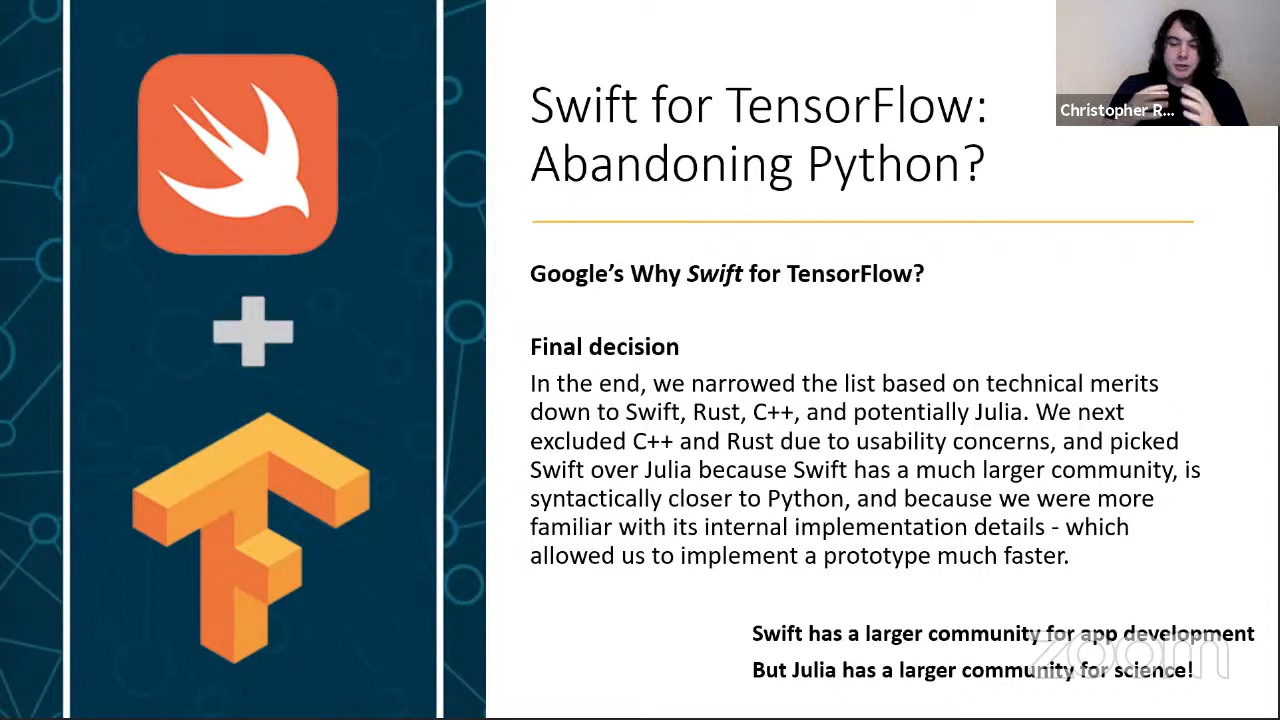 Swift for TensorFlow:
Abandoning Python?
Christopher R...
Google’s Why Swift for TensorFlow?
Final decision
In the end, we narrowed the list based on technical merits
down to Swift, Rust, C++, and potentially Julia. We next
excluded C++ and Rust due to usability concerns, and picked
Swift over Julia because Swift has a much larger community, is
syntactically closer to Python, and because we were more
familiar with its internal implementation details - which
allowed us to implement a prototype much faster.
Swift has a larger community for app development
But Julia has a larger community for science!
zoom